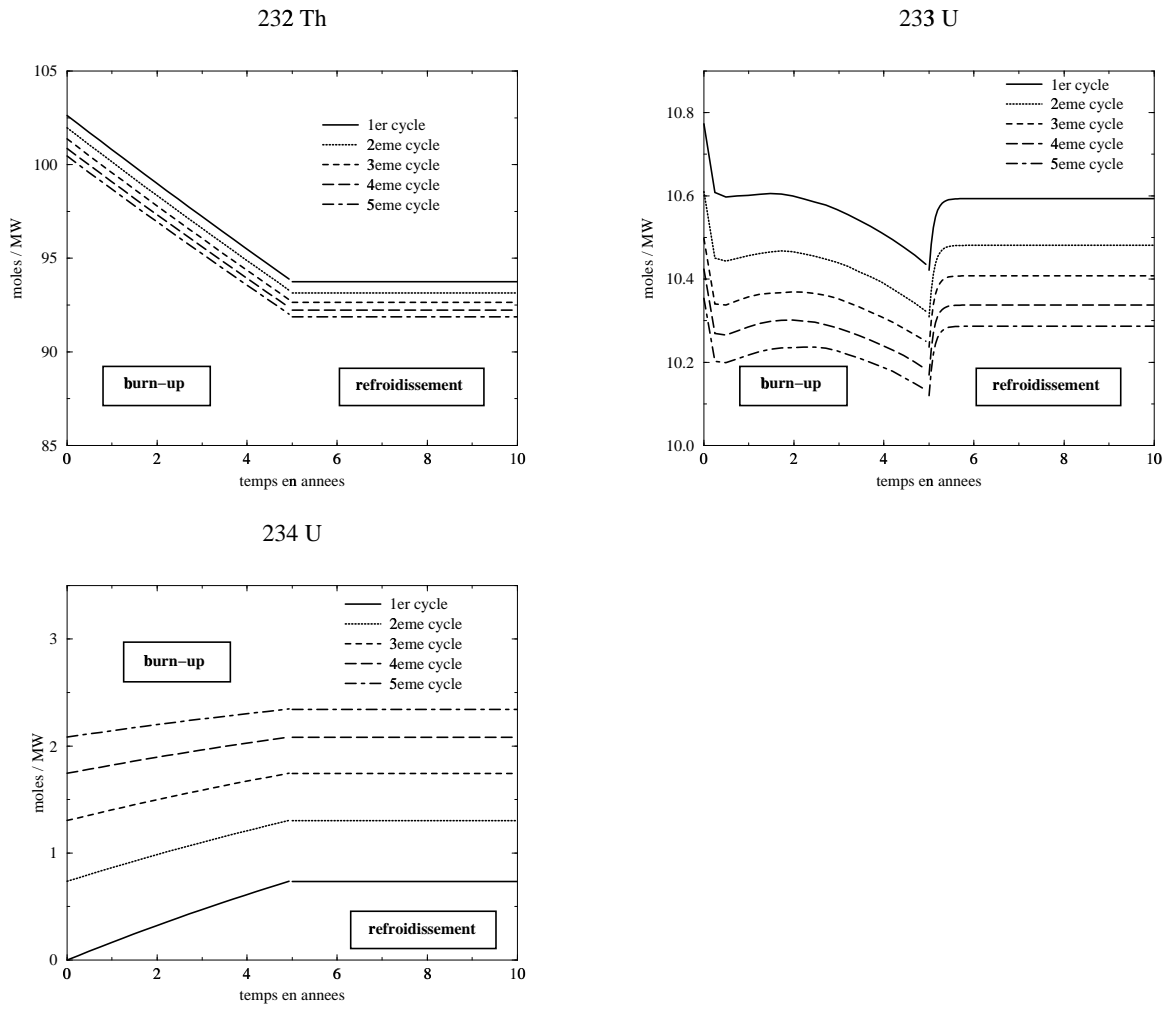 232 Th
105
100
95
90
85
moles / MW
1er cycle
2eme cycle
3eme cycle
4eme cycle
5eme cycle
burn−up
refroidissement
0 2 4 6 8 10
temps en annees
233 U
10.8
10.6
10.4
10.2
10.0
moles / MW
1er cycle
2eme cycle
3eme cycle
4eme cycle
5eme cycle
burn−up
refroidissement
0 2 4 6 8 10
temps en annees
234 U
3
2
1
0
moles / MW
1er cycle
2eme cycle
3eme cycle
4eme cycle
5eme cycle
burn−up
refroidissement
0 2 4 6 8 10
temps en annees